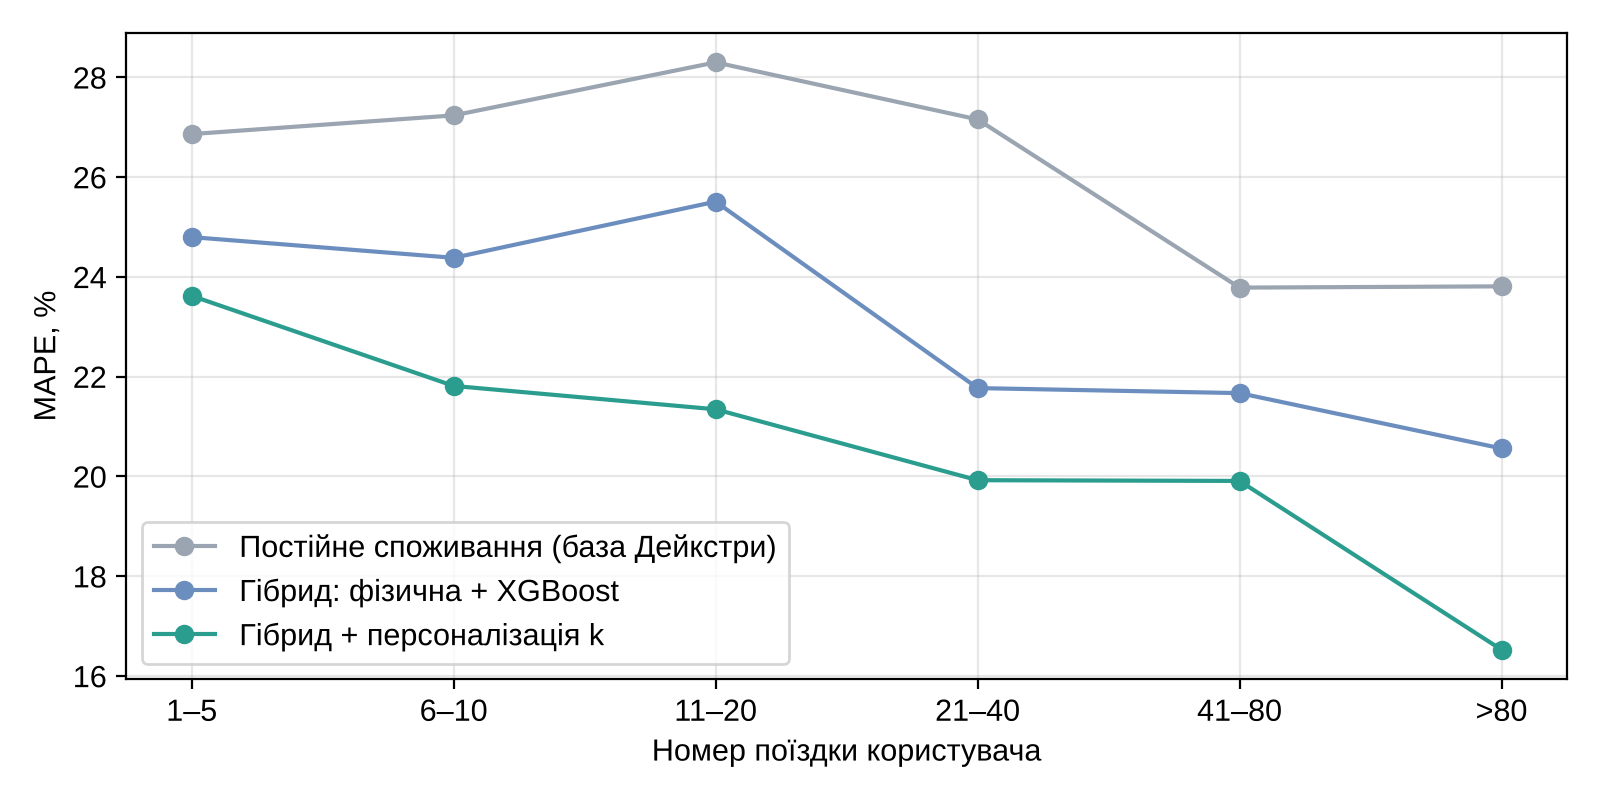 28
26
24
22
20
18
16
MAPE, %
Постійне споживання (база Дейкстри)
Гібрид: фізична + XGBoost
Гібрид + персоналізація k
1–5 6–10 11–20 21–40 41–80 >80
Номер поїздки користувача